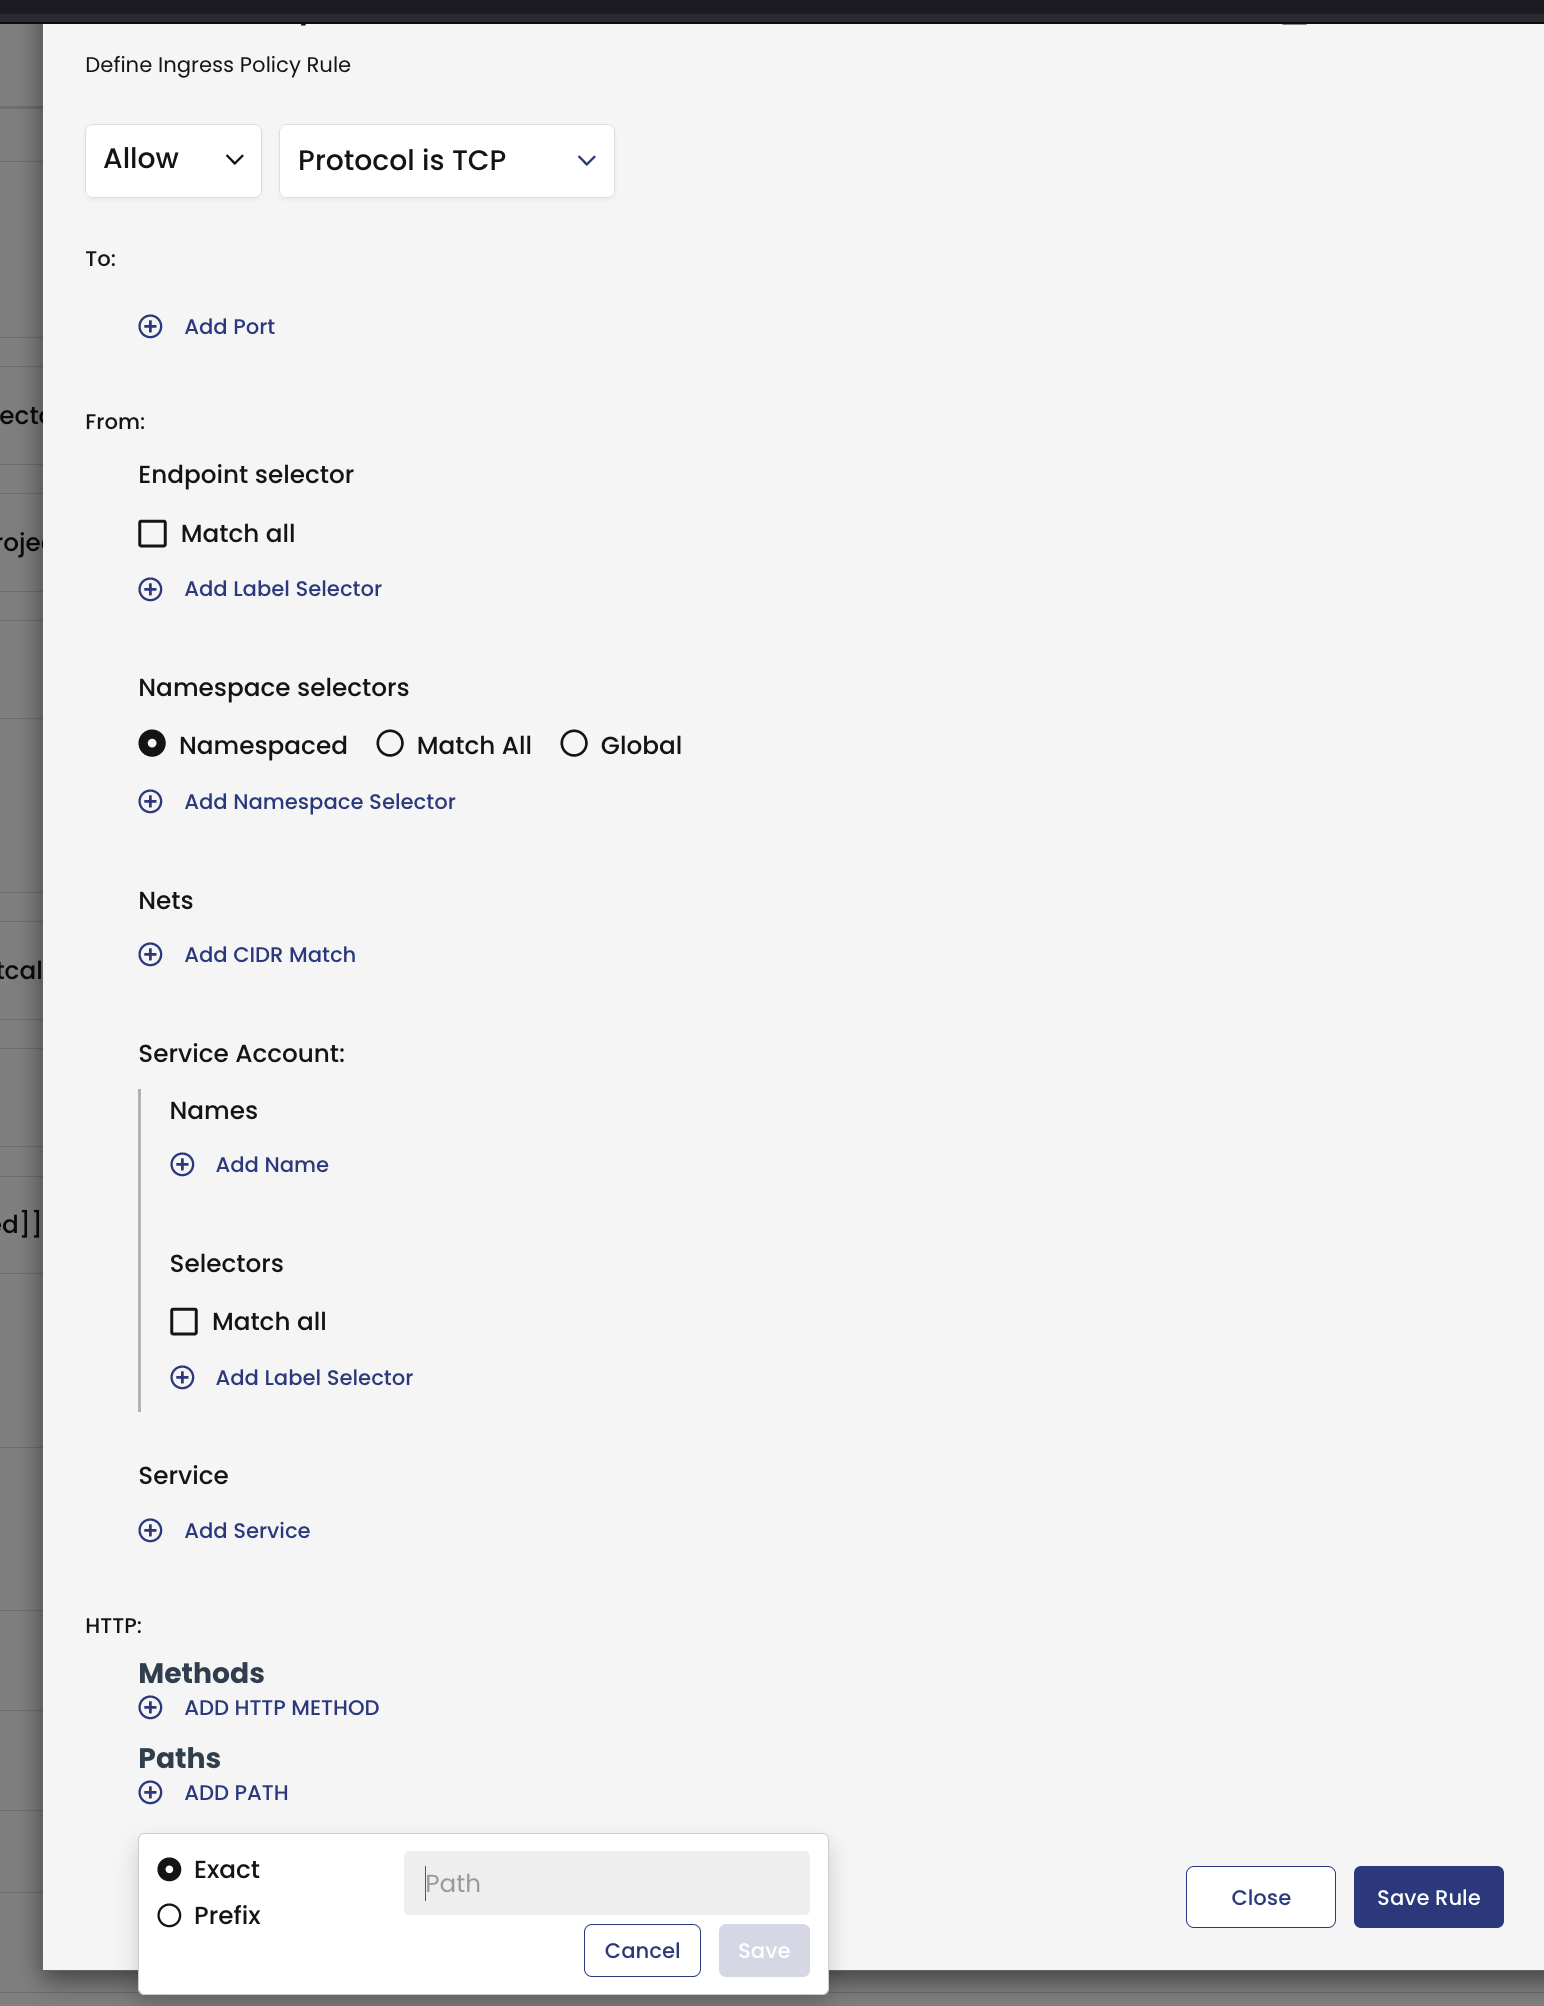 Define Ingress Policy Rule
Allow
Protocol is TCP
To:
Add Port
From:
Endpoint selector
Match all
Add Label Selector
Namespace selectors
Namespaced Match All Global
Add Namespace Selector
Nets
Add CIDR Match
Service Account:
Names
Add Name
Selectors
Match all
Add Label Selector
Service
Add Service
HTTP:
Methods
ADD HTTP METHOD
Paths
ADD PATH
Exact
Path
Prefix
Cancel Save
Close Save Rule